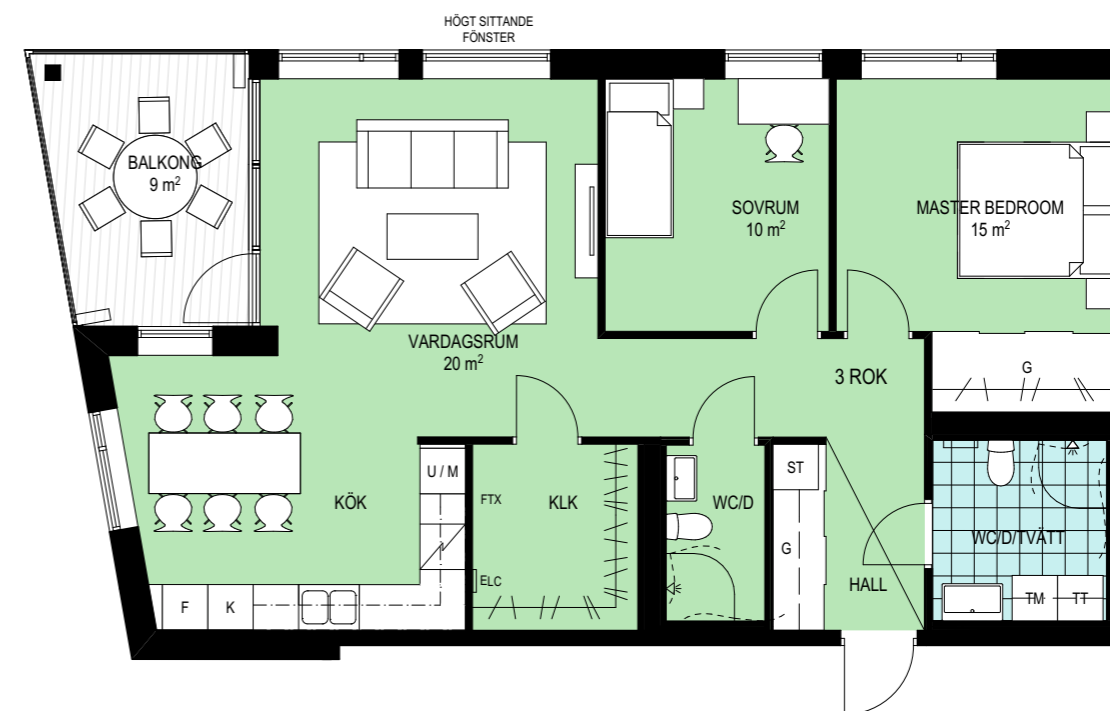 HÖGT SITTANDE
FÖNSTER
BALKONG
9 m²
SOVRUM
10 m²
MASTER BEDROOM
15 m²
VARDAGSRUM
20 m²
3 ROK
G
U / M
FTX
KLK
ELC
KÖK
F
K
WC/D
ST
G
HALL
WC/D/TVÄTT
TM
TT